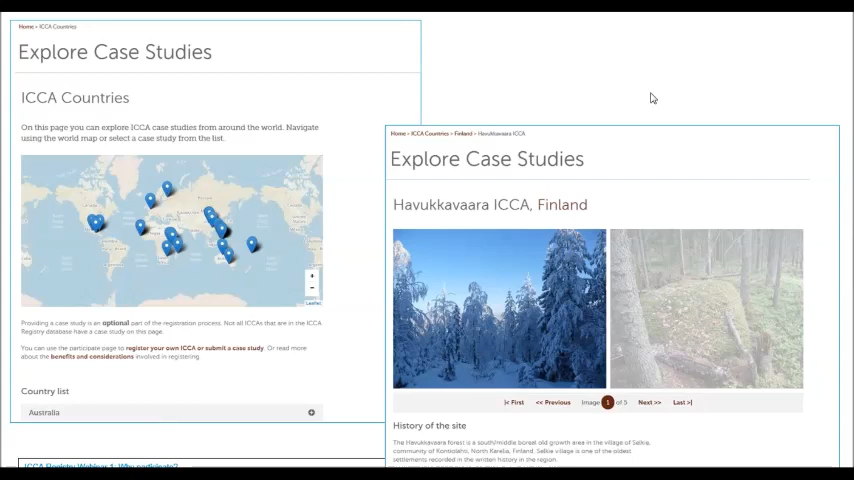 Home » ICCA Countries
Explore Case Studies
ICCA Countries
On this page you can explore ICCA case studies from around the world. Navigate
using the world map or select a case study from the list.
+
−
Leaflet
Providing a case study is an optional part of the registration process. Not all ICCAs that are in the ICCA
Registry database have a case study on this page.
You can use the participate page to register your own ICCA or submit a case study. Or read more
about the benefits and considerations involved in registering
Country list
Australia
ICCA Registry Webinar 1: Why participate?
Home » ICCA Countries » Finland » Havukkavaara ICCA
Explore Case Studies
Havukkavaara ICCA, Finland
|< First << Previous Image 1 of 5 Next >> Last >|
History of the site
The Havukkavaara forest is a south/middle boreal old growth area in the village of Selkie,
community of Kontiolahti, North Karelia, Finland. Selkie village is one of the oldest
settlements recorded in the written history in the region.